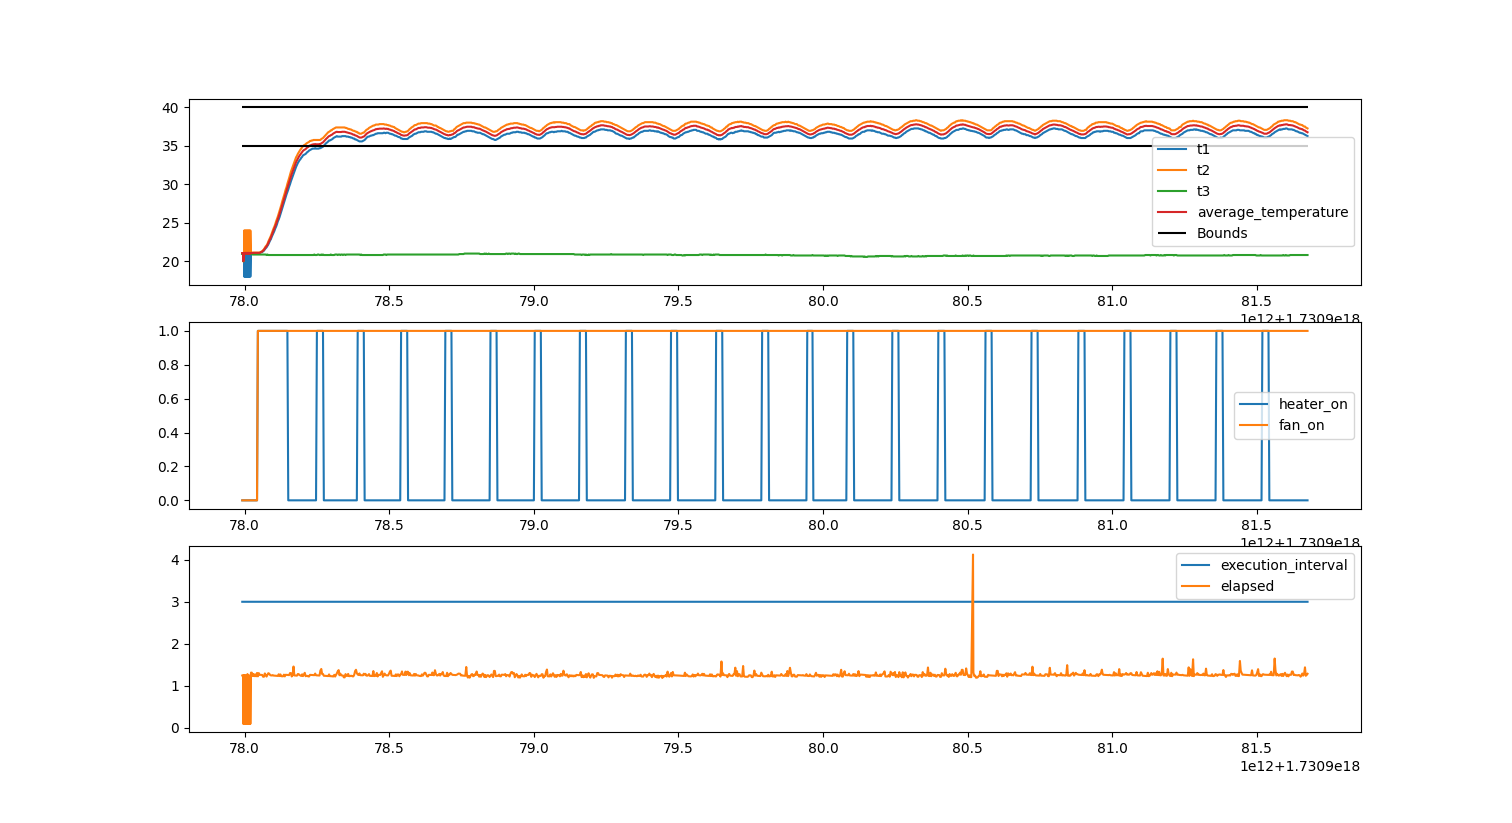 40
35
30
25
20
t1
t2
t3
average_temperature
Bounds
78.0 78.5 79.0 79.5 80.0 80.5 81.0 81.5
1e12+1.7309e18
1.0
0.8
0.6
0.4
0.2
0.0
heater_on
fan_on
78.0 78.5 79.0 79.5 80.0 80.5 81.0 81.5
1e12+1.7309e18
4
3
2
1
0
execution_interval
elapsed
78.0 78.5 79.0 79.5 80.0 80.5 81.0 81.5
1e12+1.7309e18